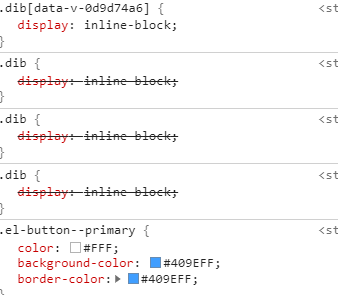 .dib[data-v-0d9d74a6] { <st
display: inline-block;
}
.dib { <st
display: inline-block;
}
.dib { <st
display: inline-block;
}
.dib { <st
display: inline-block;
}
.el-button--primary { <st
color: #FFF;
background-color: #409EFF;
border-color: #409EFF;
}